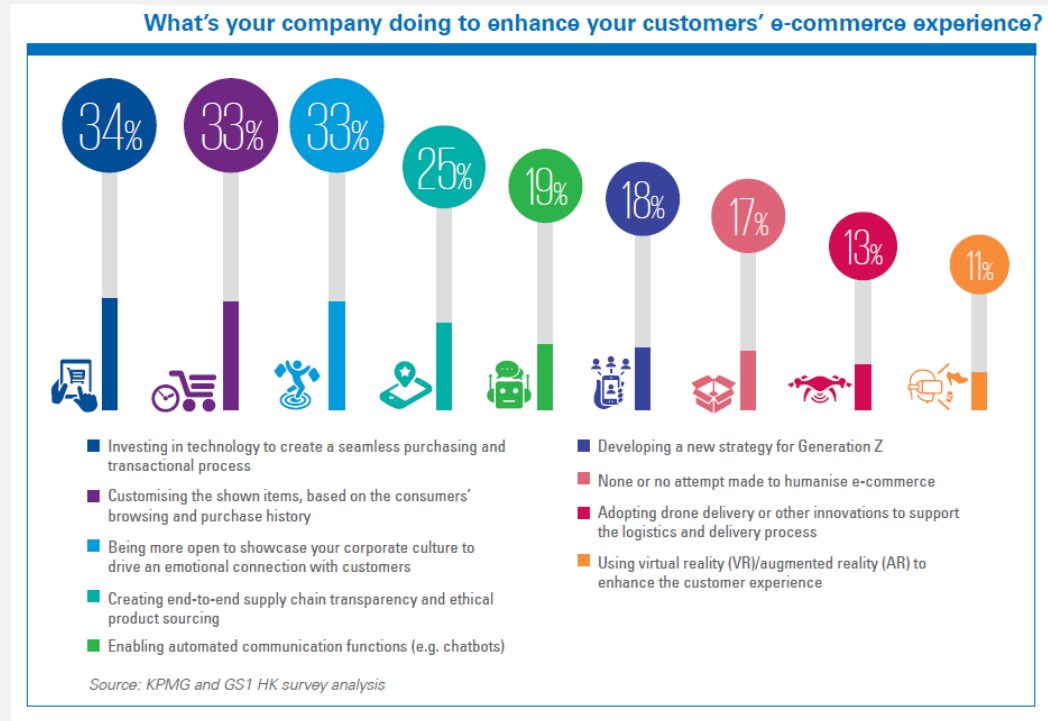 What's your company doing to enhance your customers' e-commerce experience?
34%
33%
33%
25%
19%
18%
17%
13%
11%
Investing in technology to create a seamless purchasing and
transactional process
Customising the shown items, based on the consumers'
browsing and purchase history
Being more open to showcase your corporate culture to
drive an emotional connection with customers
Creating end-to-end supply chain transparency and ethical
product sourcing
Enabling automated communication functions (e.g. chatbots)
Developing a new strategy for Generation Z
None or no attempt made to humanise e-commerce
Adopting drone delivery or other innovations to support
the logistics and delivery process
Using virtual reality (VR)/augmented reality (AR) to
enhance the customer experience
Source: KPMG and GS1 HK survey analysis